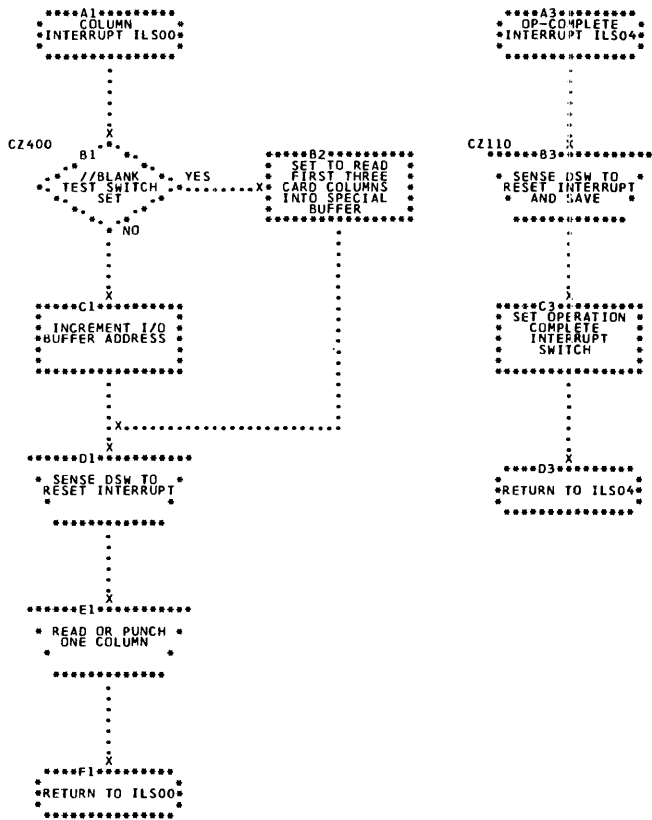 A1
COLUMN
INTERRUPT ILS00
A3
OP-COMPLETE
INTERRUPT ILS04
CZ400
B1
//BLANK
TEST SWITCH
SET
YES
NO
B2
SET TO READ
FIRST THREE
CARD COLUMNS
INTO SPECIAL
BUFFER
CZ110
B3
SENSE DSW TO
RESET INTERRUPT
AND SAVE
C1
INCREMENT I/O
BUFFER ADDRESS
C3
SET OPERATION
COMPLETE
INTERRUPT
SWITCH
D1
SENSE DSW TO
RESET INTERRUPT
D3
RETURN TO ILS04
E1
READ OR PUNCH
ONE COLUMN
F1
RETURN TO ILS00